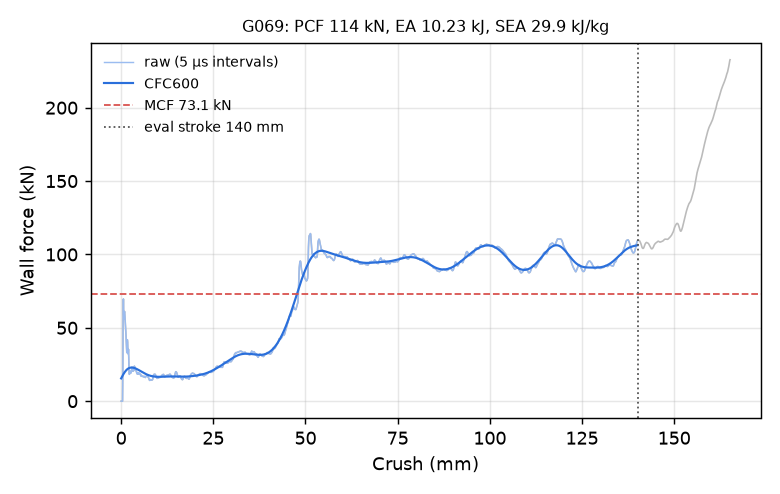 G069: PCF 114 kN, EA 10.23 kJ, SEA 29.9 kJ/kg
raw (5 µs intervals)
CFC600
MCF 73.1 kN
eval stroke 140 mm
Wall force (kN)
200
150
100
50
0
0 25 50 75 100 125 150
Crush (mm)